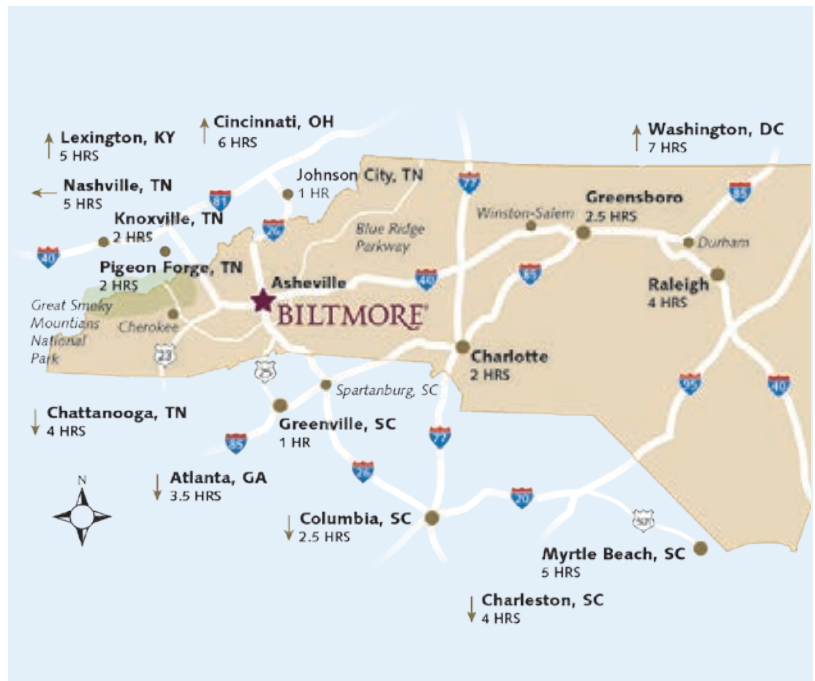 Cincinnati, OH
6 HRS
Washington, DC
7 HRS
Lexington, KY
5 HRS
Johnson City, TN
1 HR
77
85
Nashville, TN
5 HRS
81
Greensboro
2.5 HRS
Winston-Salem
Knoxville, TN
2 HRS
26
Blue Ridge
Parkway
Durham
40
Pigeon Forge, TN
2 HRS
Asheville
40
85
Raleigh
4 HRS
BILTMORE®
Great Smoky
Mountians
National
Park
Cherokee
23
Charlotte
2 HRS
25
95
40
Spartanburg, SC
Chattanooga, TN
4 HRS
Greenville, SC
1 HR
85
77
Atlanta, GA
3.5 HRS
26
N
20
Columbia, SC
2.5 HRS
501
Myrtle Beach, SC
5 HRS
Charleston, SC
4 HRS